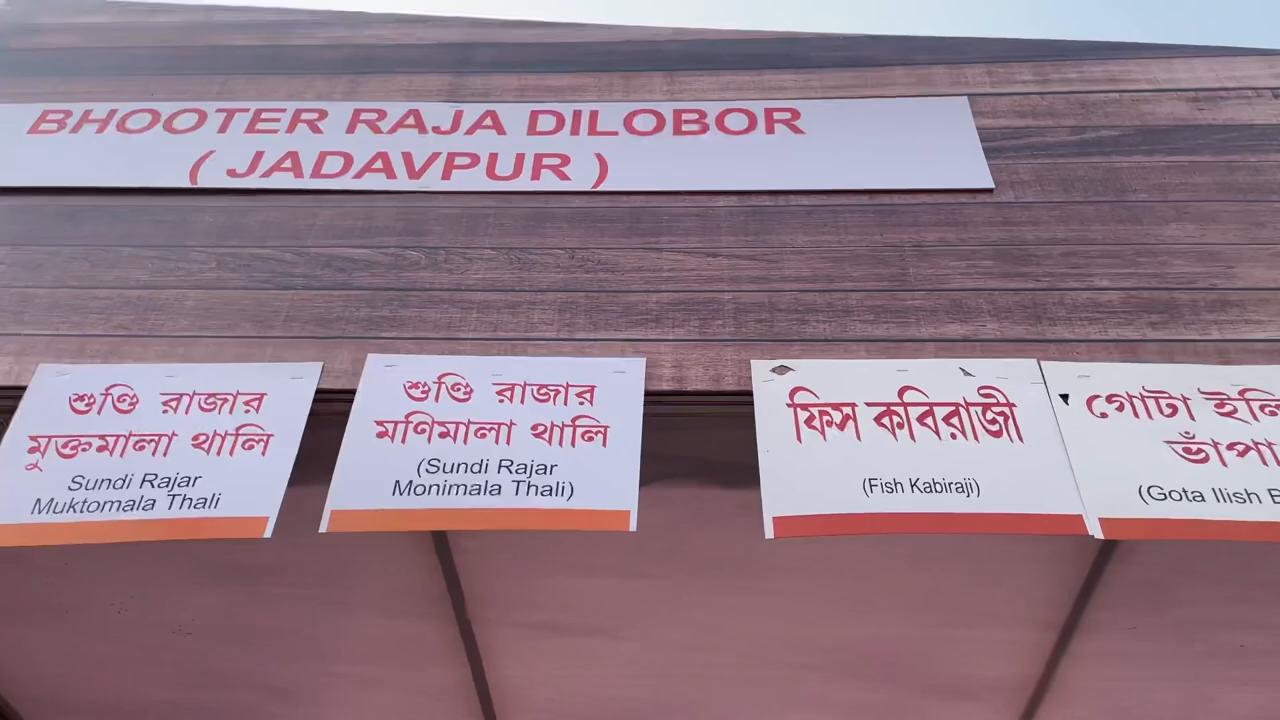 BHOOTER RAJA DILOBOR
( JADAVPUR )
শুণ্ডি রাজার
মুক্তমালা থালি
Sundi Rajar
Muktomala Thali
শুণ্ডি রাজার
মণিমালা থালি
(Sundi Rajar
Monimala Thali)
ফিস কবিরাজী
(Fish Kabiraji)
গোটা
ভাঁপা
(Gota Ilish